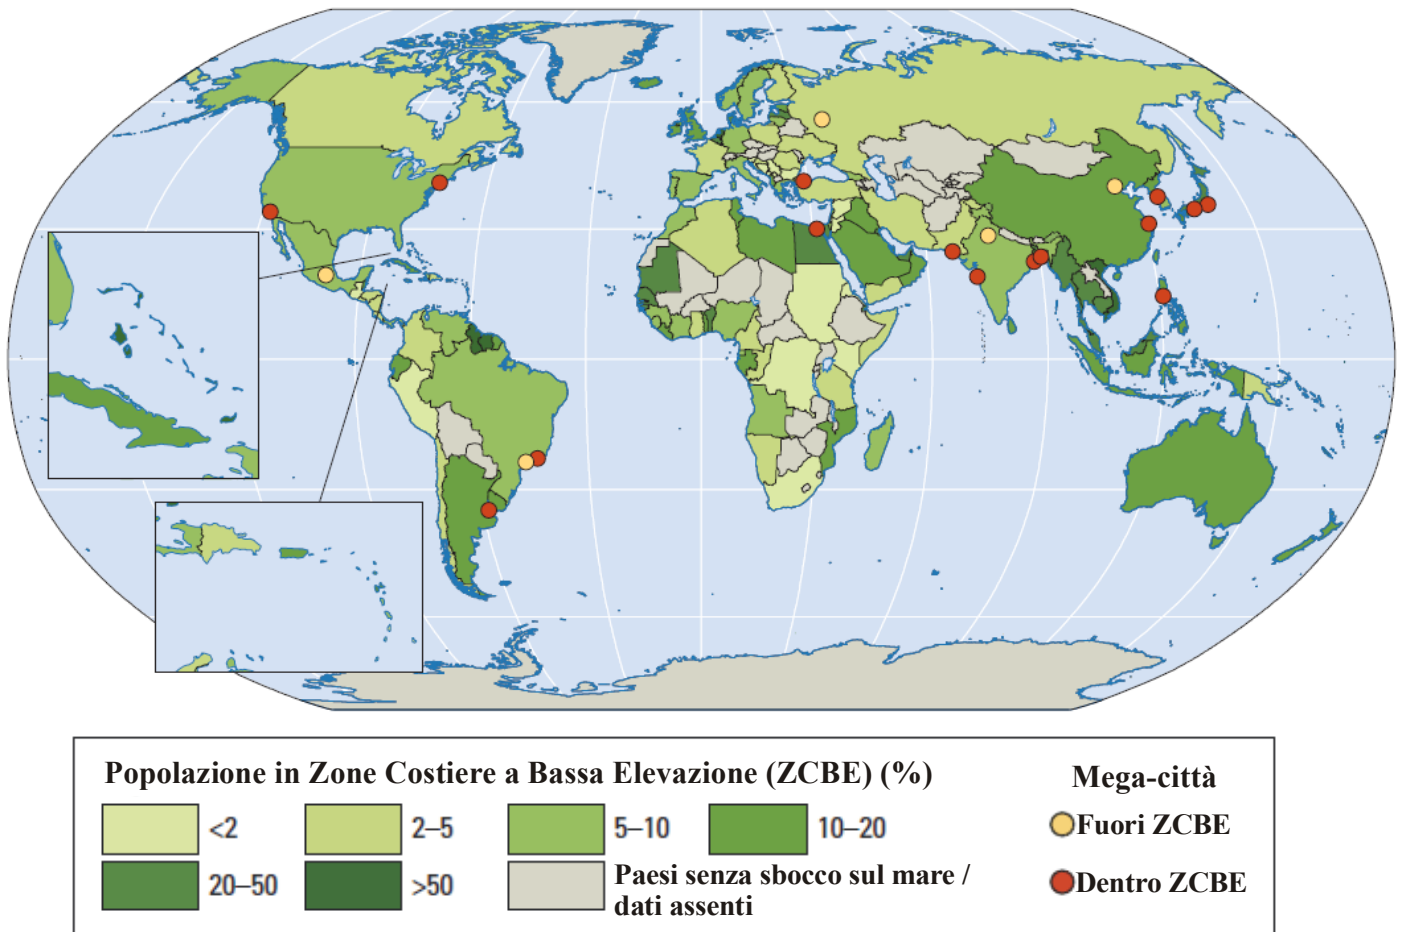 Popolazione in Zone Costiere a Bassa Elevazione (ZCBE) (%)
<2
2–5
5–10
10–20
20–50
>50
Paesi senza sbocco sul mare /
dati assenti
Mega-città
Fuori ZCBE
Dentro ZCBE